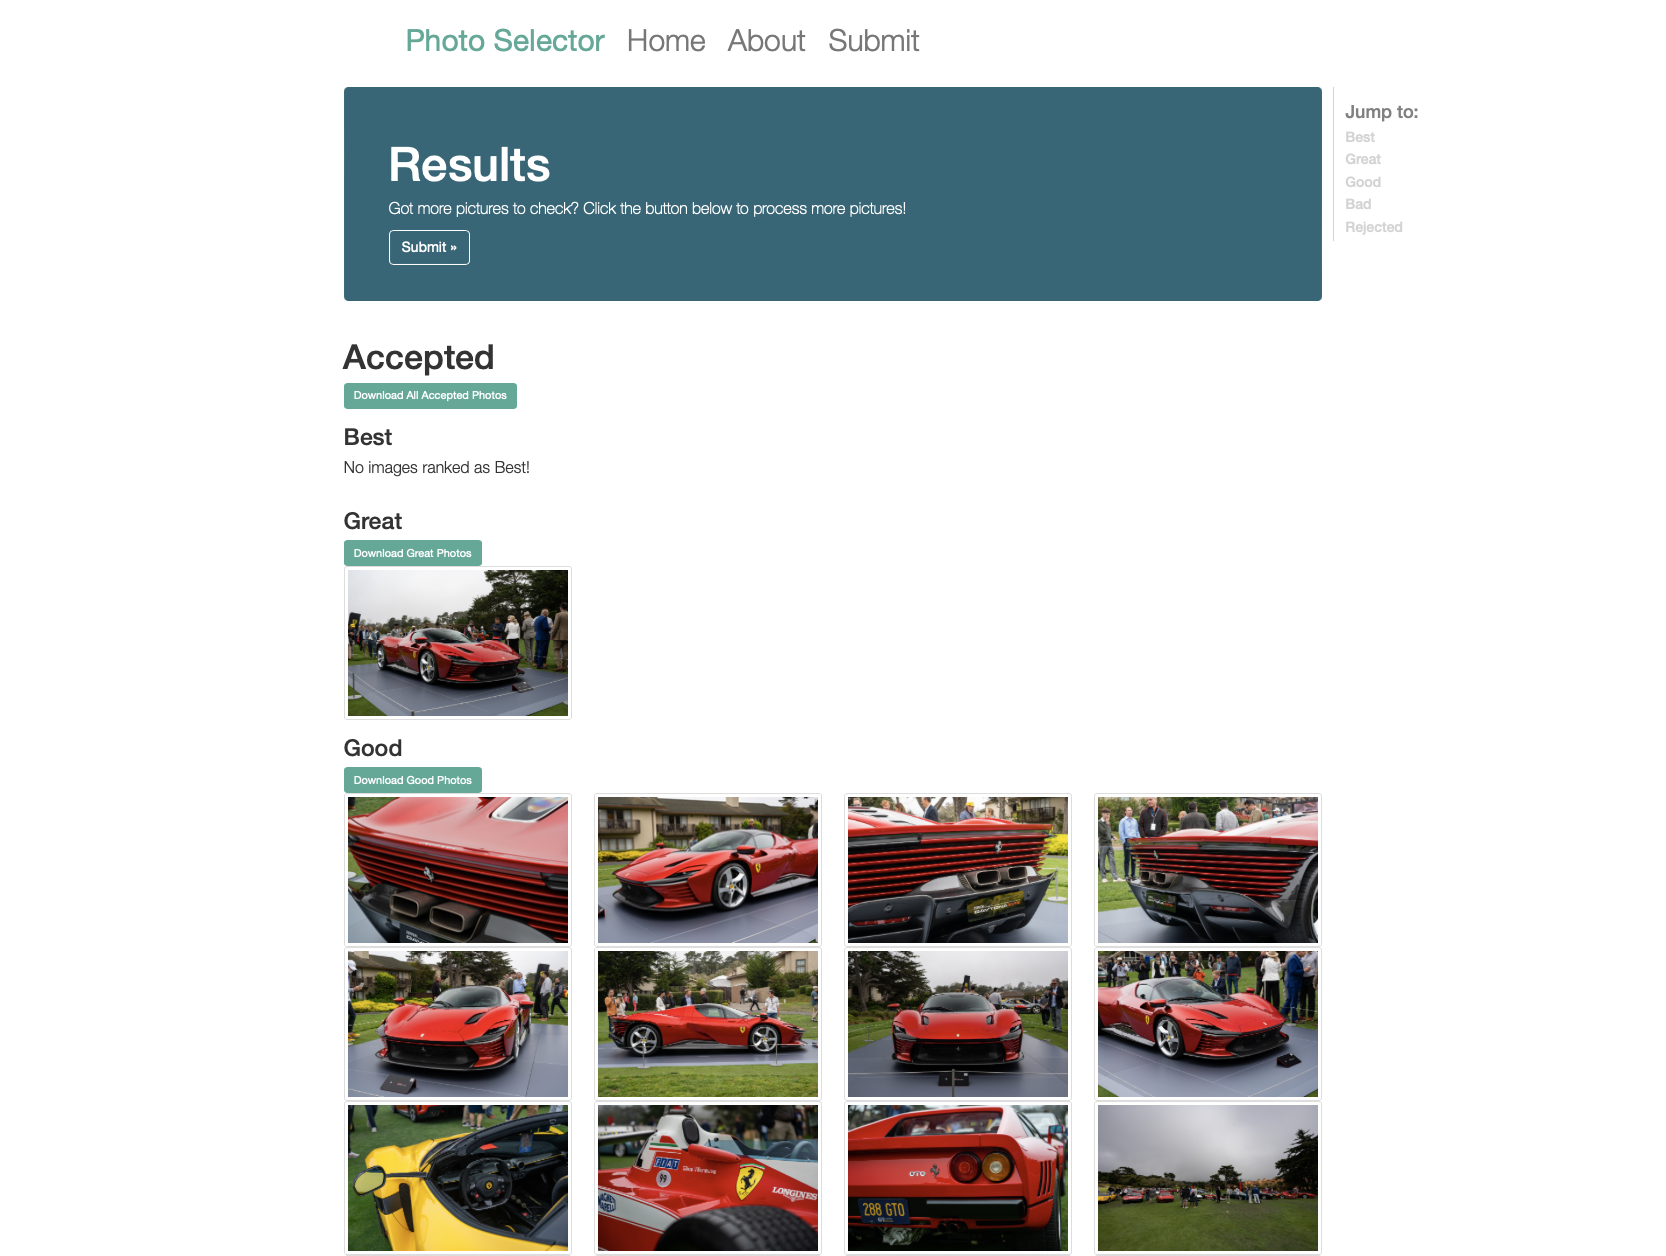 Photo Selector Home About Submit
Jump to:
Best
Great
Good
Bad
Rejected
Results
Got more pictures to check? Click the button below to process more pictures!
Submit »
Accepted
Download All Accepted Photos
Best
No images ranked as Best!
Great
Download Great Photos
Good
Download Good Photos
FIAT
99
LONGINES
GTO
288 GTO